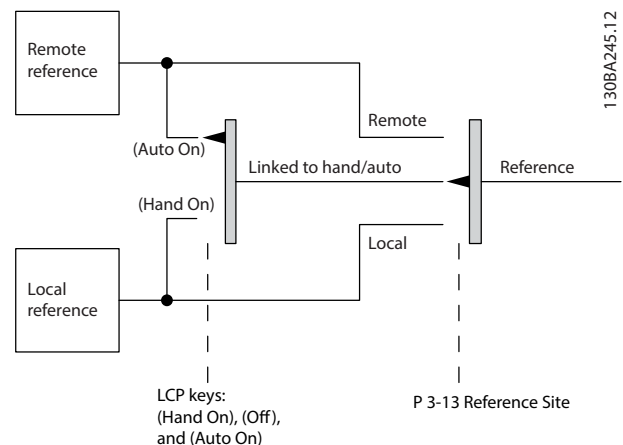 Remote
reference
130BA245.12
Remote
(Auto On)
Linked to hand/auto
Reference
(Hand On)
Local
Local
reference
LCP keys:
(Hand On), (Off),
and (Auto On)
P 3-13 Reference Site